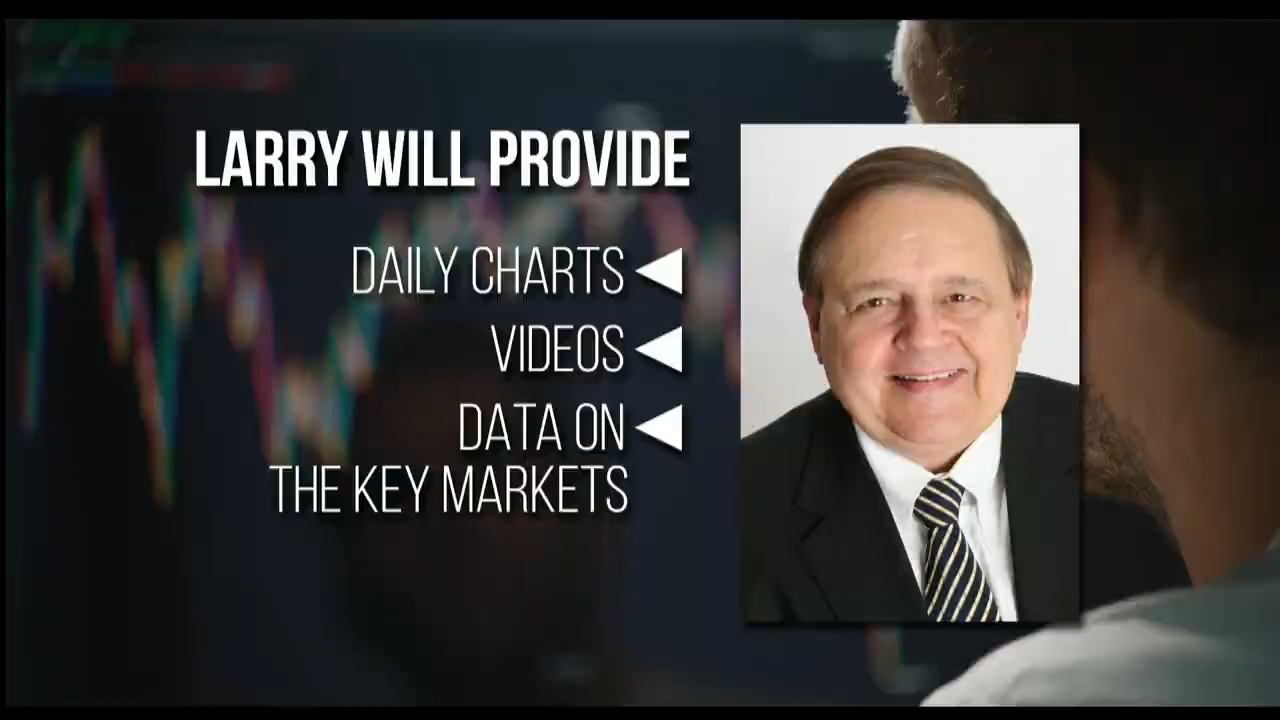 LARRY WILL PROVIDE
DAILY CHARTS
VIDEOS
DATA ON
THE KEY MARKETS